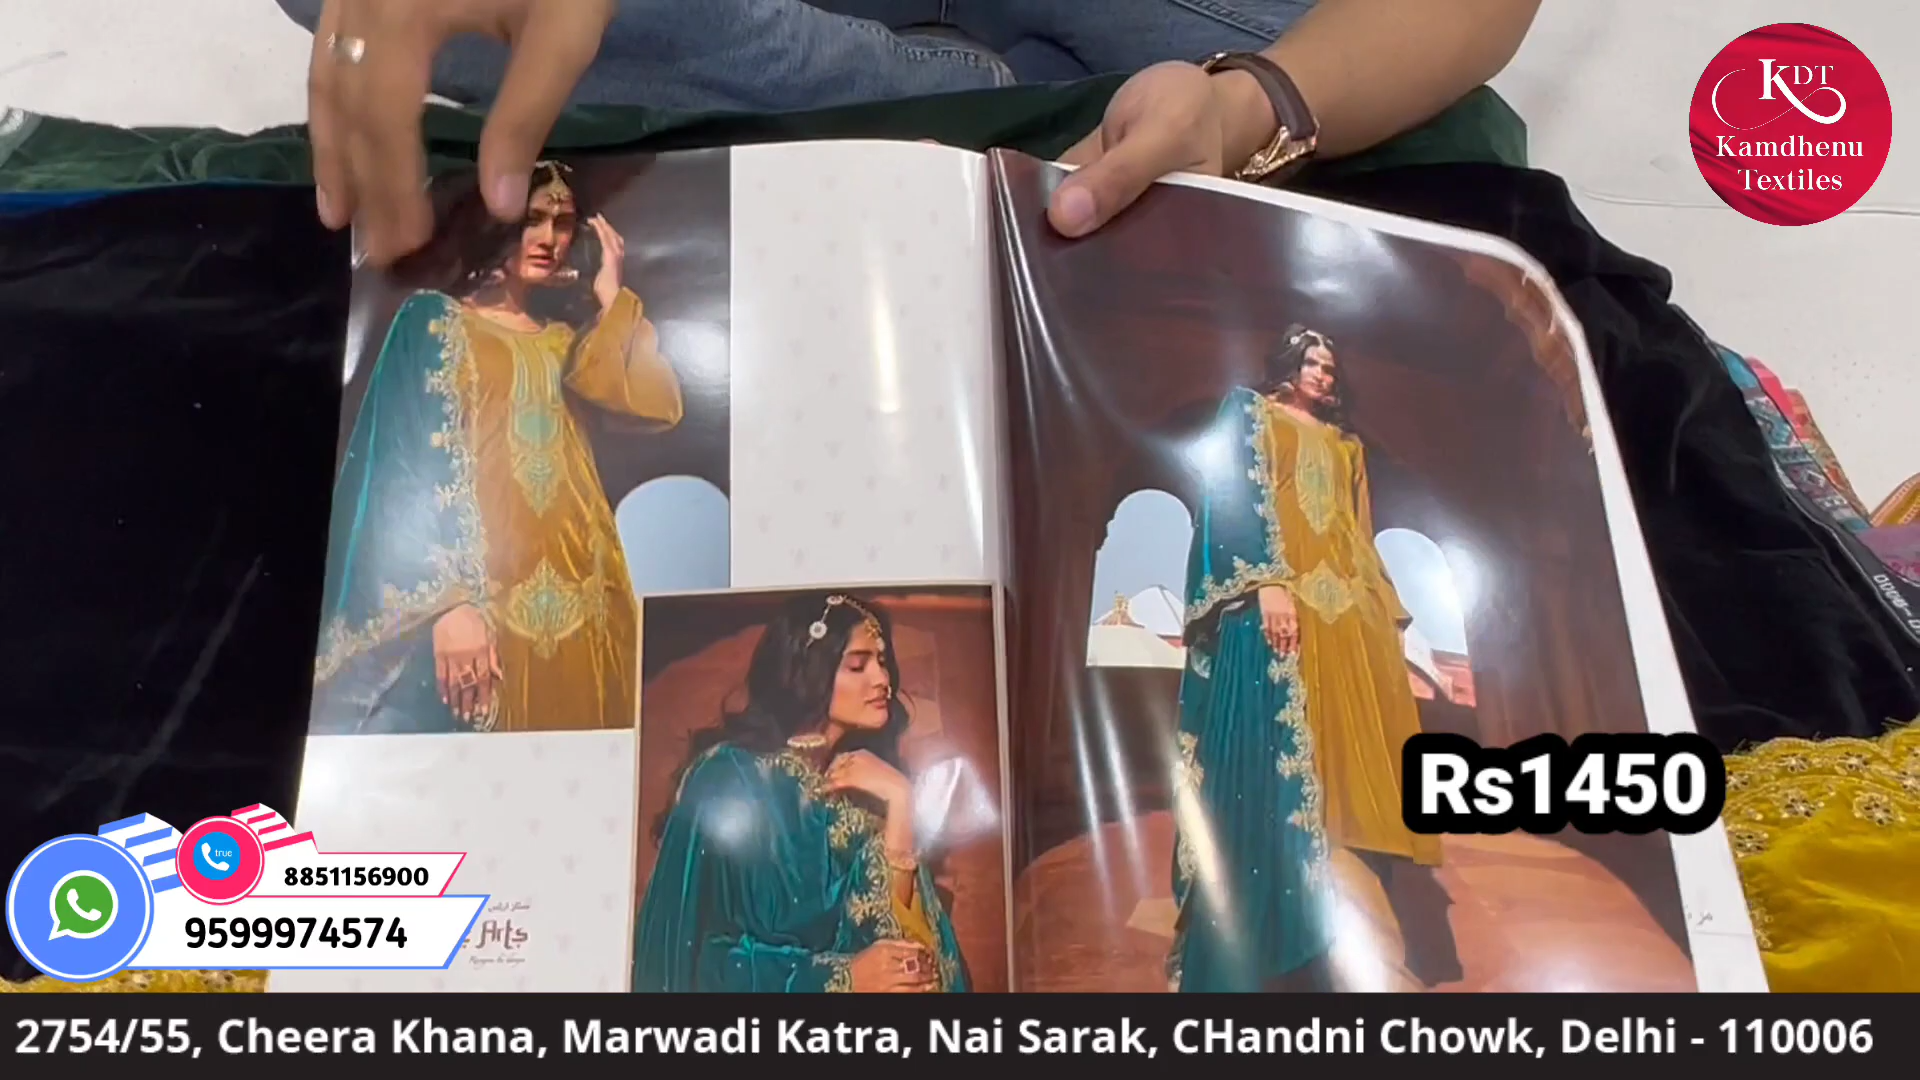 KDT
Kamdhenu
Textiles
Rs1450
true
8851156900
9599974574
Arts
2754/55, Cheera Khana, Marwadi Katra, Nai Sarak, CHandni Chowk, Delhi - 110006